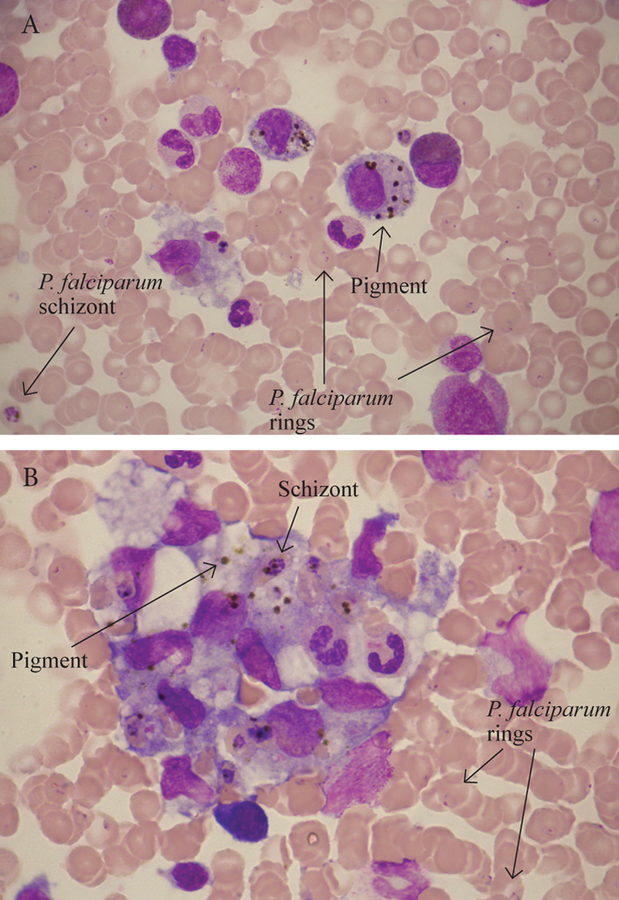 A
P. falciparum
schizont
Pigment
P. falciparum
rings
B
Schizont
Pigment
P. falciparum
rings